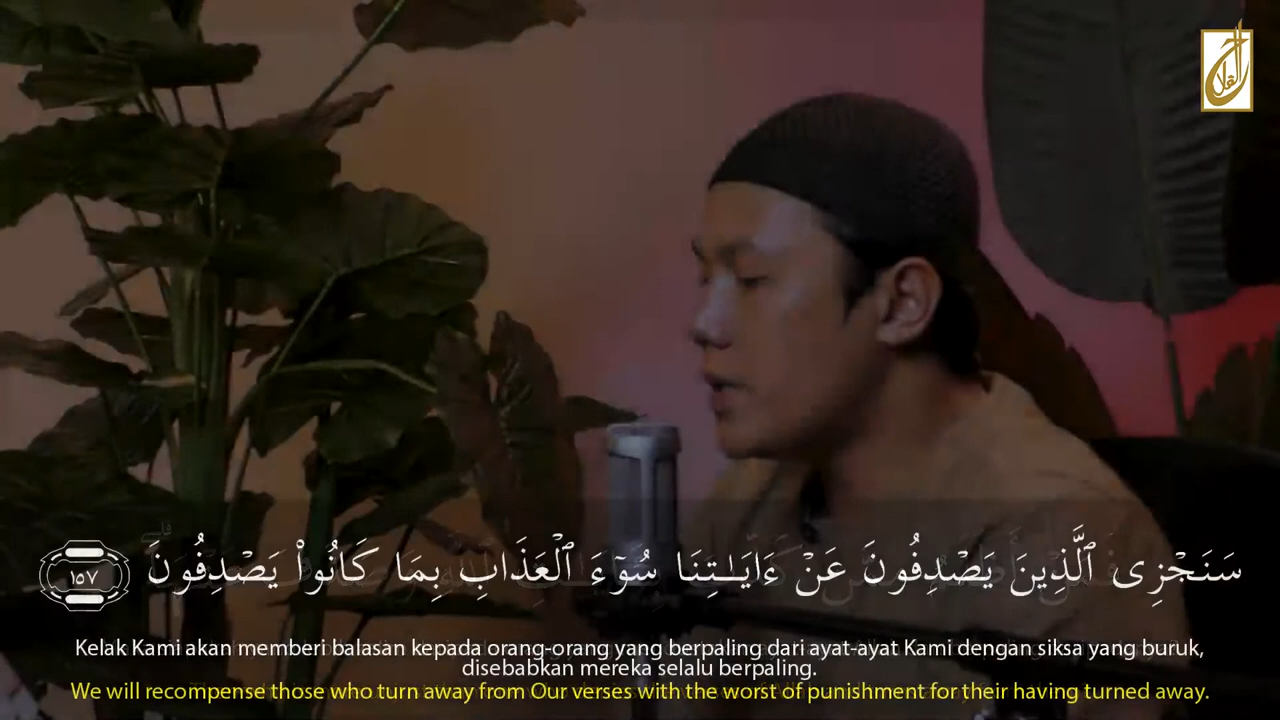 سَنَجْزِى ٱلَّذِينَ يَصْدِفُونَ عَنْ ءَايَـٰتِنَا سُوٓءَ ٱلْعَذَابِ بِمَا كَانُوا۟ يَصْدِفُونَ ١٥٧
Kelak Kami akan memberi balasan kepada orang-orang yang berpaling dari ayat-ayat Kami dengan siksa yang buruk,
disebabkan mereka selalu berpaling.
We will recompense those who turn away from Our verses with the worst of punishment for their having turned away.